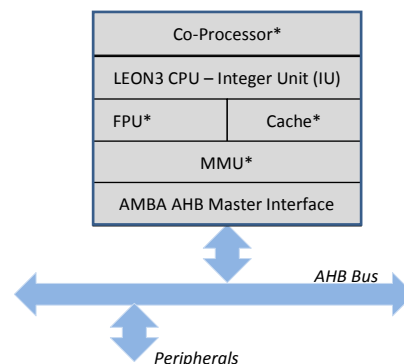 Co-Processor*
LEON3 CPU – Integer Unit (IU)
FPU*
Cache*
MMU*
AMBA AHB Master Interface
AHB Bus
Peripherals